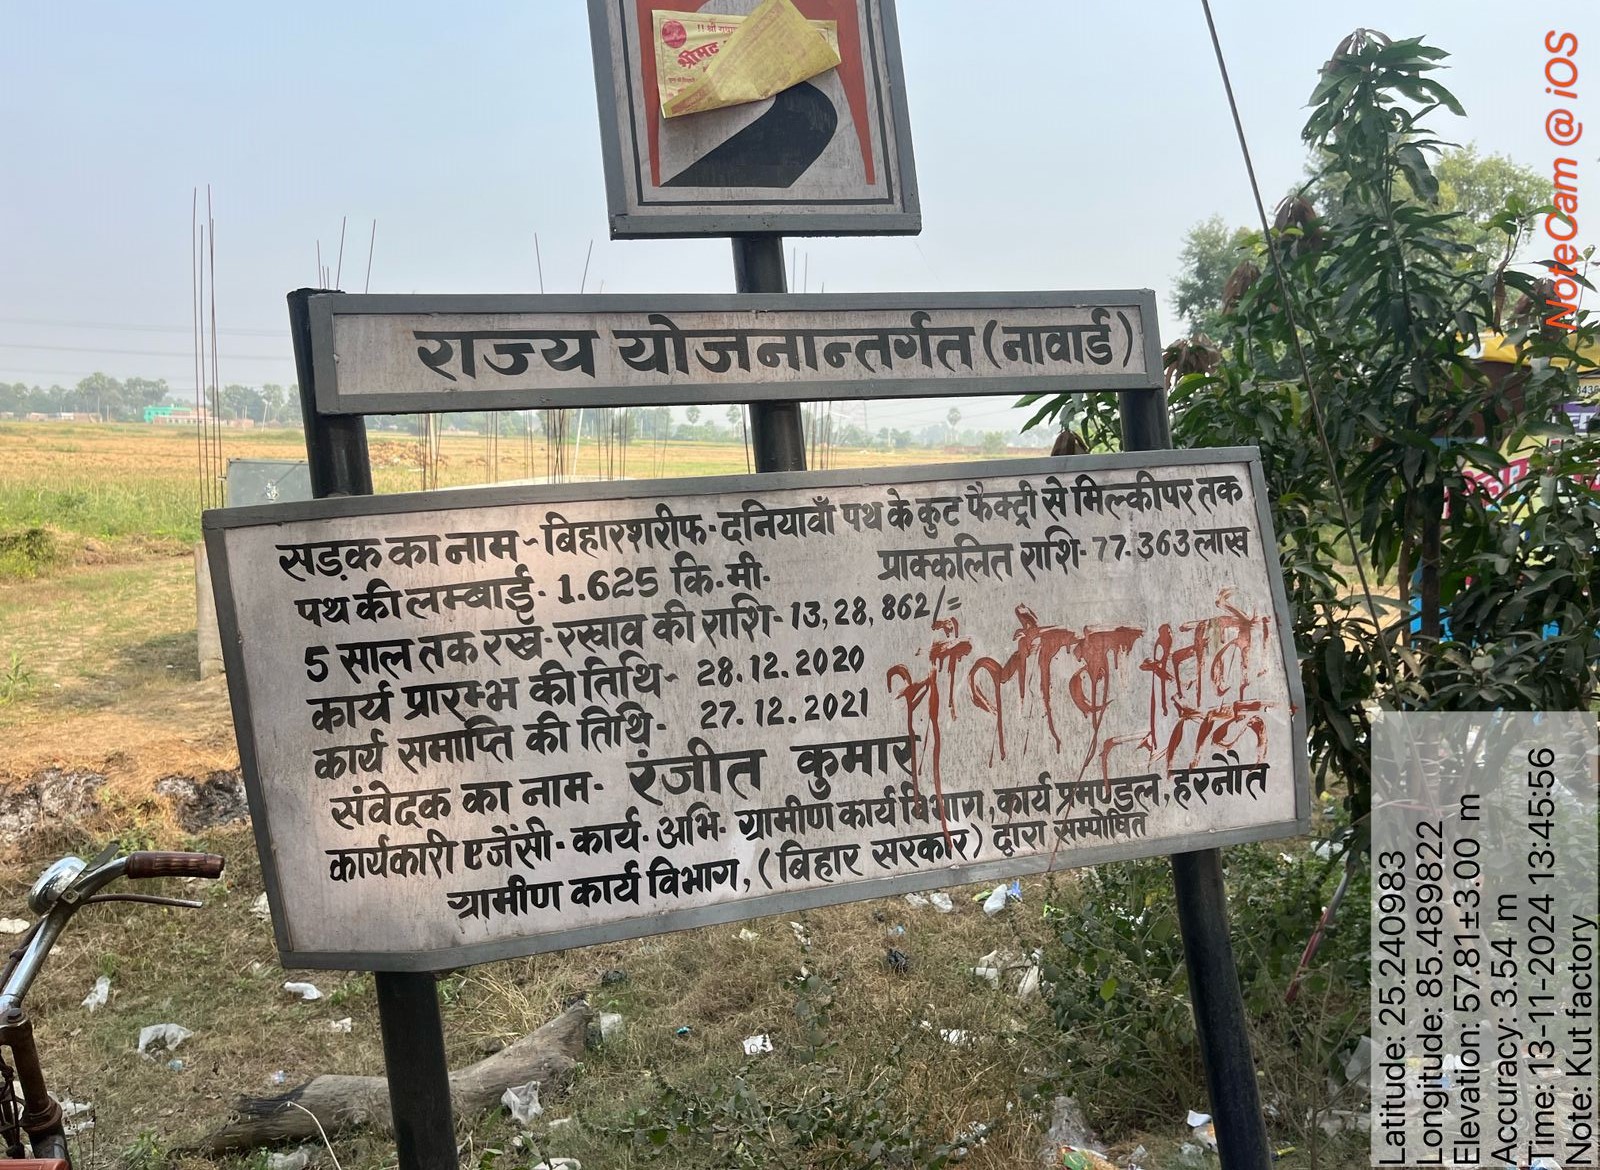 !! श्री
श्रीमद्
राज्य योजनान्तर्गत (नावार्ड)
सड़क का नाम - बिहारशरीफ - दनियावाँ पथ के कुट फैक्ट्री से मिल्कीपर तक
पथ की लम्बाई - 1.625 कि.मी. प्राक्कलित राशि - 77.363 लाख
5 साल तक रख-रखाव की राशि - 13,28,862/=
कार्य प्रारम्भ की तिथि - 28.12.2020
कार्य समाप्ति की तिथि - 27.12.2021
संवेदक का नाम - रंजीत कुमार
कार्यकारी एजेंसी - कार्य. अभि. ग्रामीण कार्य विभाग, कार्य प्रमण्डल, हरनौत
ग्रामीण कार्य विभाग, (बिहार सरकार) द्वारा सम्पोषित
NoteCam @ iOS
Latitude: 25.240983
Longitude: 85.489822
Elevation: 57.81±3.00 m
Accuracy: 3.54 m
Time: 13-11-2024 13:45:56
Note: Kut factory